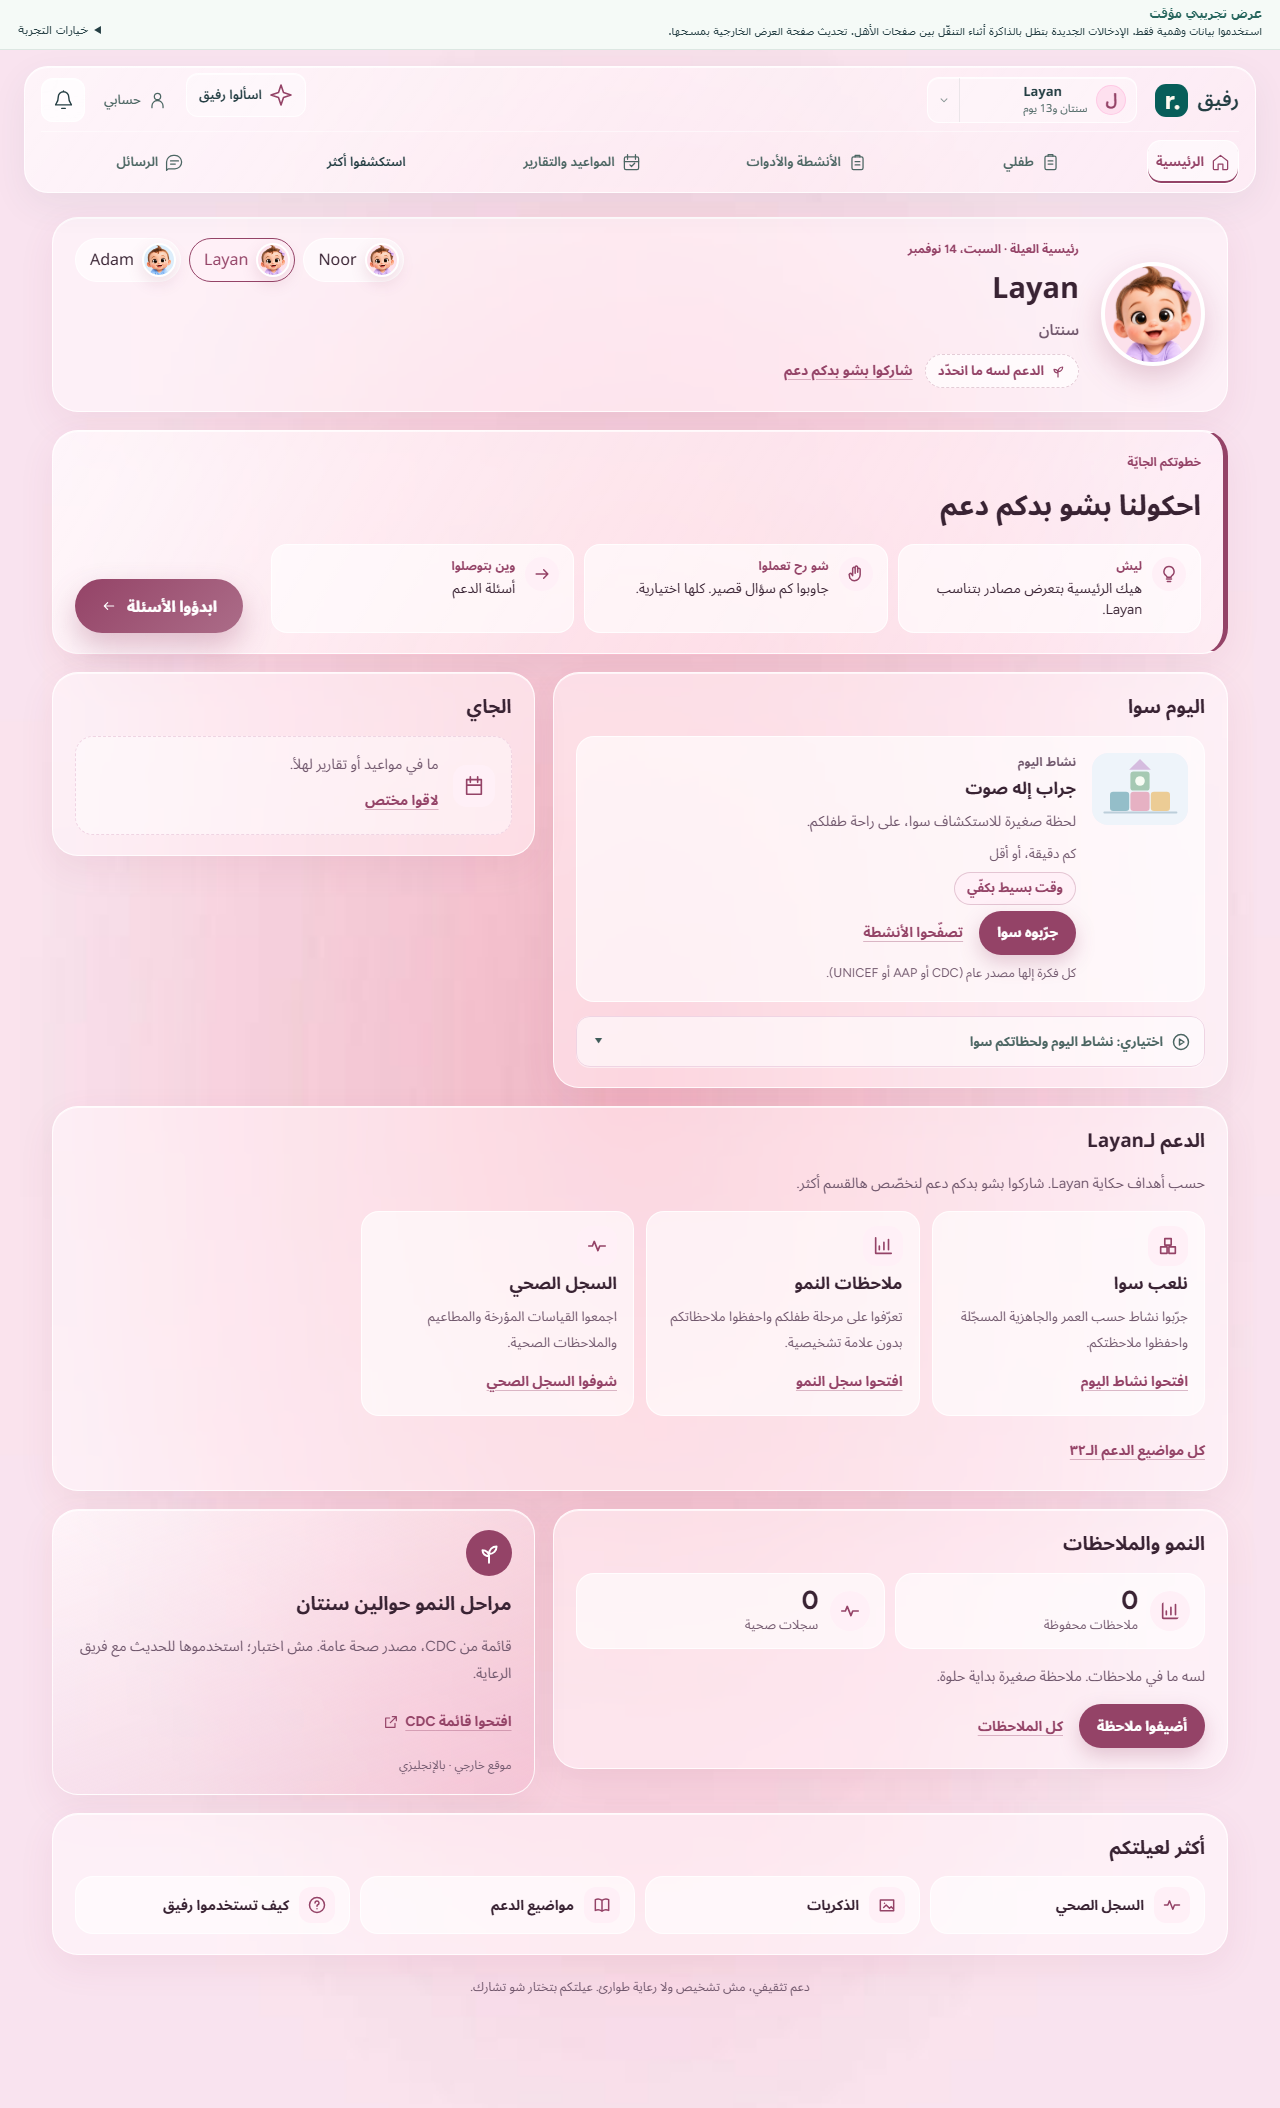 عرض تجريبي مؤقت
استخدموا بيانات وهمية فقط. الإدخالات الجديدة بتظل بالذاكرة أثناء التنقّل بين صفحات الأهل. تحديث صفحة العرض الخارجية بمسحها.
خيارات التجربة
رفيق
r.
ل
Layan
سنتان و13 يوم
اسألوا رفيق
حسابي
الرئيسية
طفلي
الأنشطة والأدوات
المواعيد والتقارير
استكشفوا أكثر
الرسائل
رئيسية العيلة · السبت، 14 نوفمبر
Layan
سنتان
الدعم لسه ما انحدّد
شاركوا بشو بدكم دعم
Noor
Layan
Adam
خطوتكم الجايّة
احكولنا بشو بدكم دعم
ليش
هيك الرئيسية بتعرض مصادر بتناسب
Layan.
شو رح تعملوا
جاوبوا كم سؤال قصير. كلها اختيارية.
وين بتوصلوا
أسئلة الدعم
ابدؤوا الأسئلة
اليوم سوا
نشاط اليوم
جراب إله صوت
لحظة صغيرة للاستكشاف سوا، على راحة طفلكم.
كم دقيقة، أو أقل
وقت بسيط بكفّي
جرّبوه سوا
تصفّحوا الأنشطة
كل فكرة إلها مصدر عام (CDC أو AAP أو UNICEF).
اختياري: نشاط اليوم ولحظاتكم سوا
الجاي
ما في مواعيد أو تقارير لهلأ.
لاقوا مختص
الدعم لـLayan
حسب أهداف حكاية Layan. شاركوا بشو بدكم دعم لنخصّص هالقسم أكثر.
نلعب سوا
جرّبوا نشاط حسب العمر والجاهزية المسجّلة
واحفظوا ملاحظتكم.
افتحوا نشاط اليوم
ملاحظات النمو
تعرّفوا على مرحلة طفلكم واحفظوا ملاحظاتكم
بدون علامة تشخيصية.
افتحوا سجل النمو
السجل الصحي
اجمعوا القياسات المؤرخة والمطاعيم
والملاحظات الصحية.
شوفوا السجل الصحي
كل مواضيع الدعم الـ٣٢
النمو والملاحظات
0
ملاحظات محفوظة
0
سجلات صحية
لسه ما في ملاحظات. ملاحظة صغيرة بداية حلوة.
أضيفوا ملاحظة
كل الملاحظات
مراحل النمو حوالين سنتان
قائمة من CDC، مصدر صحة عامة. مش اختبار؛ استخدموها للحديث مع فريق
الرعاية.
افتحوا قائمة CDC
موقع خارجي · بالإنجليزي
أكثر لعيلتكم
السجل الصحي
الذكريات
مواضيع الدعم
كيف تستخدموا رفيق
دعم تثقيفي، مش تشخيص ولا رعاية طوارئ. عيلتكم بتختار شو تشارك.